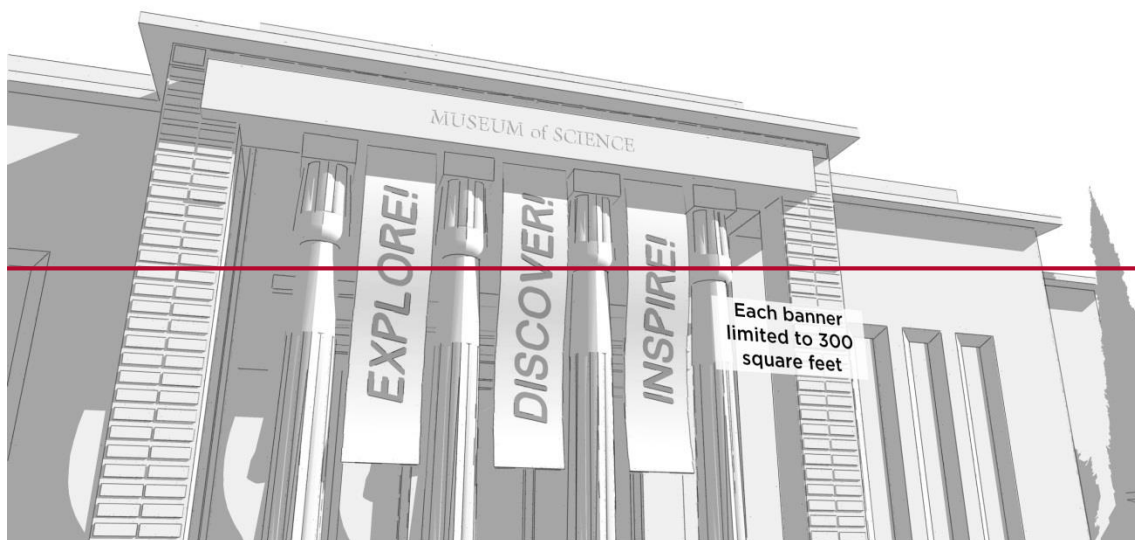 MUSEUM of SCIENCE
EXPLORE!
DISCOVER!
INSPIRE!
Each banner
limited to 300
square feet